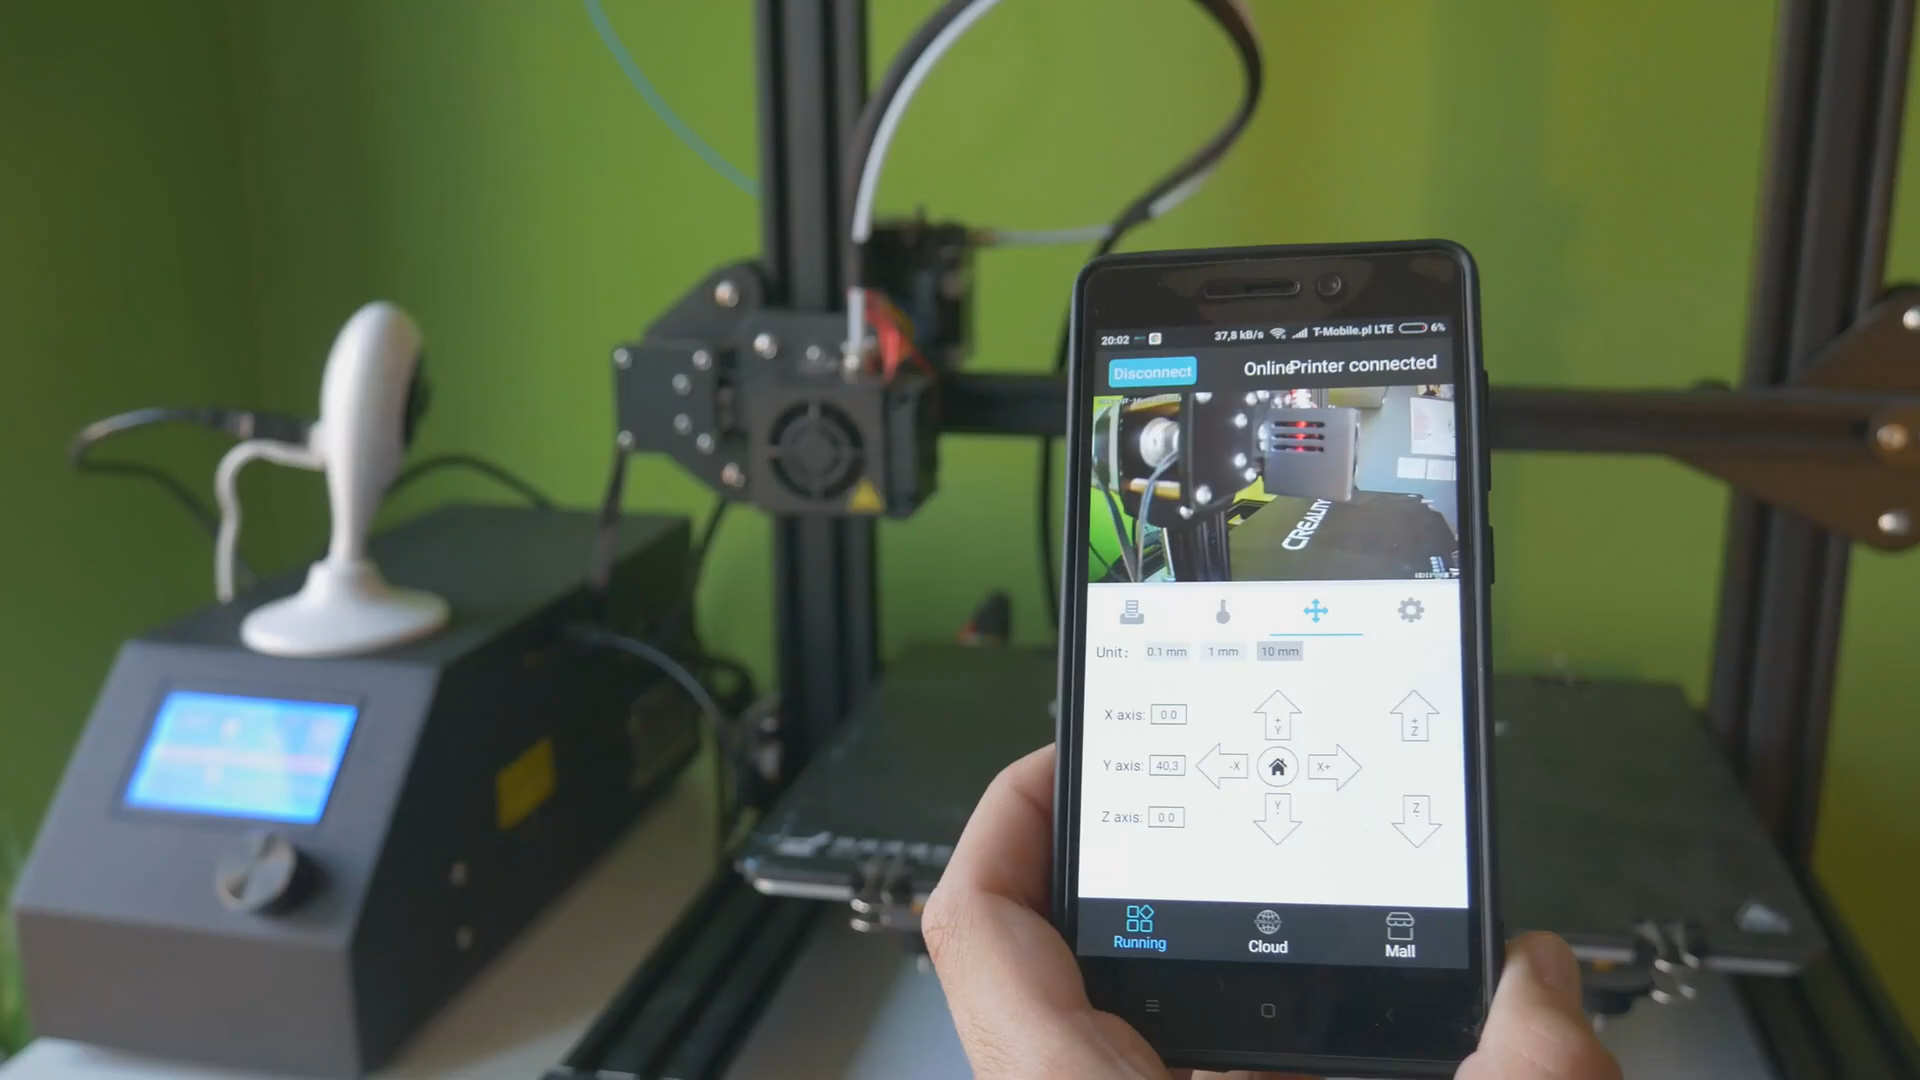 20:02 37,8 kB/s T-Mobile.pl LTE 6%
Disconnect OnlinePrinter connected
CREALITY
Unit: 0.1 mm 1 mm 10 mm
X axis: 0.0
+
Y
+
Z
Y axis: 40,3
-X
X+
Z axis: 0.0
Y
-
Z
-
Running Cloud Mall